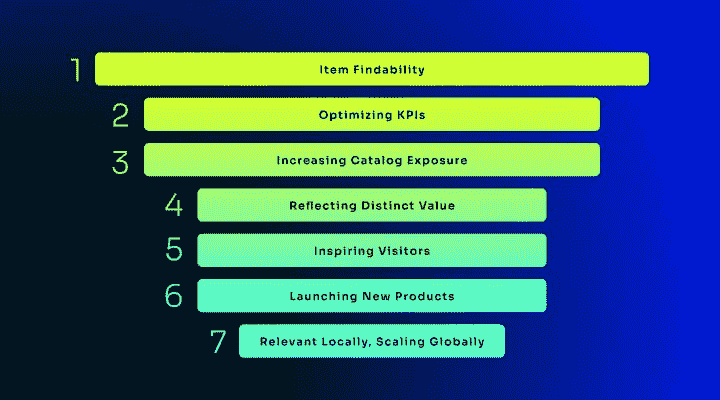 1 Item Findability
2 Optimizing KPIs
3 Increasing Catalog Exposure
4 Reflecting Distinct Value
5 Inspiring Visitors
6 Launching New Products
7 Relevant Locally, Scaling Globally